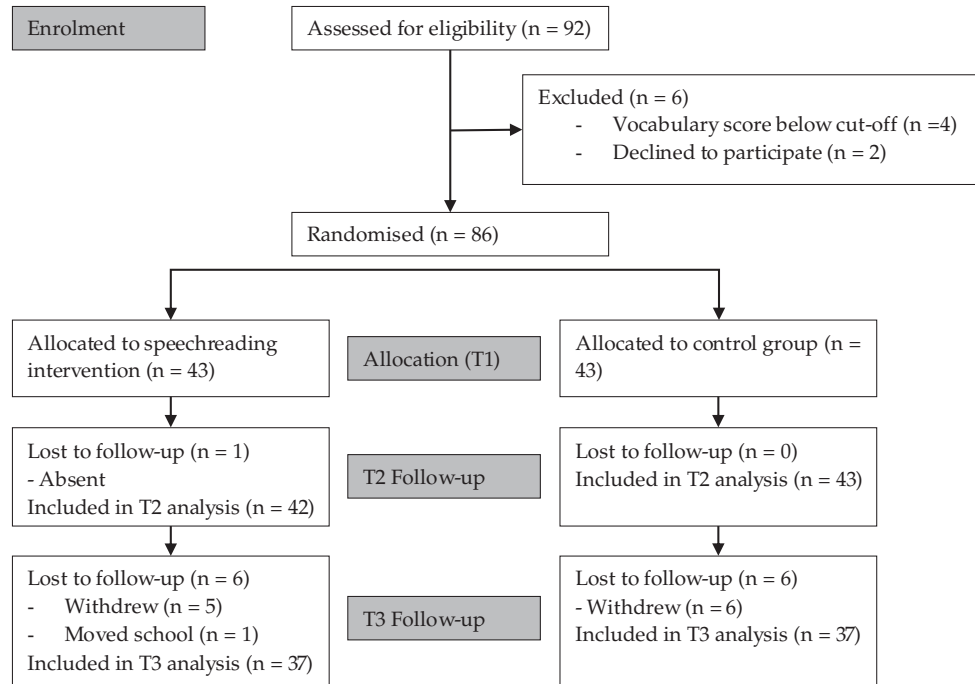 Enrolment
Assessed for eligibility (n = 92)
Excluded (n = 6)
- Vocabulary score below cut-off (n =4)
- Declined to participate (n = 2)
Randomised (n = 86)
Allocated to speechreading
intervention (n = 43)
Allocation (T1)
Allocated to control group (n =
43)
Lost to follow-up (n = 1)
- Absent
Included in T2 analysis (n = 42)
T2 Follow-up
Lost to follow-up (n = 0)
Included in T2 analysis (n = 43)
Lost to follow-up (n = 6)
- Withdrew (n = 5)
- Moved school (n = 1)
Included in T3 analysis (n = 37)
T3 Follow-up
Lost to follow-up (n = 6)
- Withdrew (n = 6)
Included in T3 analysis (n = 37)